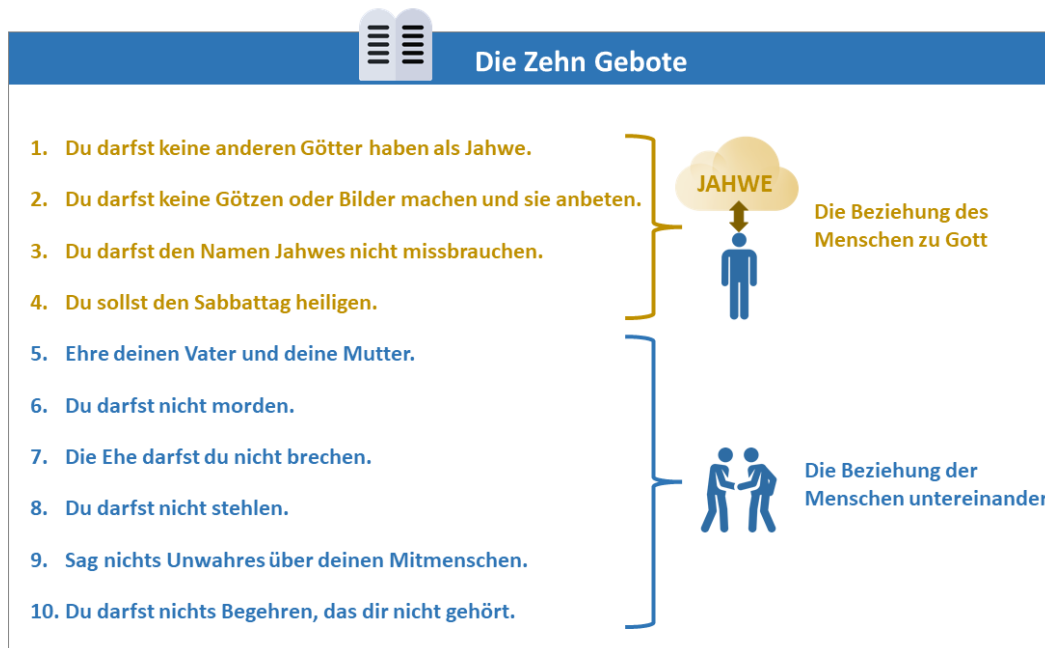 Die Zehn Gebote
1. Du darfst keine anderen Götter haben als Jahwe.
2. Du darfst keine Götzen oder Bilder machen und sie anbeten.
3. Du darfst den Namen Jahwes nicht missbrauchen.
4. Du sollst den Sabbattag heiligen.
JAHWE
Die Beziehung des
Menschen zu Gott
5. Ehre deinen Vater und deine Mutter.
6. Du darfst nicht morden.
7. Die Ehe darfst du nicht brechen.
8. Du darfst nicht stehlen.
9. Sag nichts Unwahres über deinen Mitmenschen.
10. Du darfst nichts Begehren, das dir nicht gehört.
Die Beziehung der
Menschen untereinander